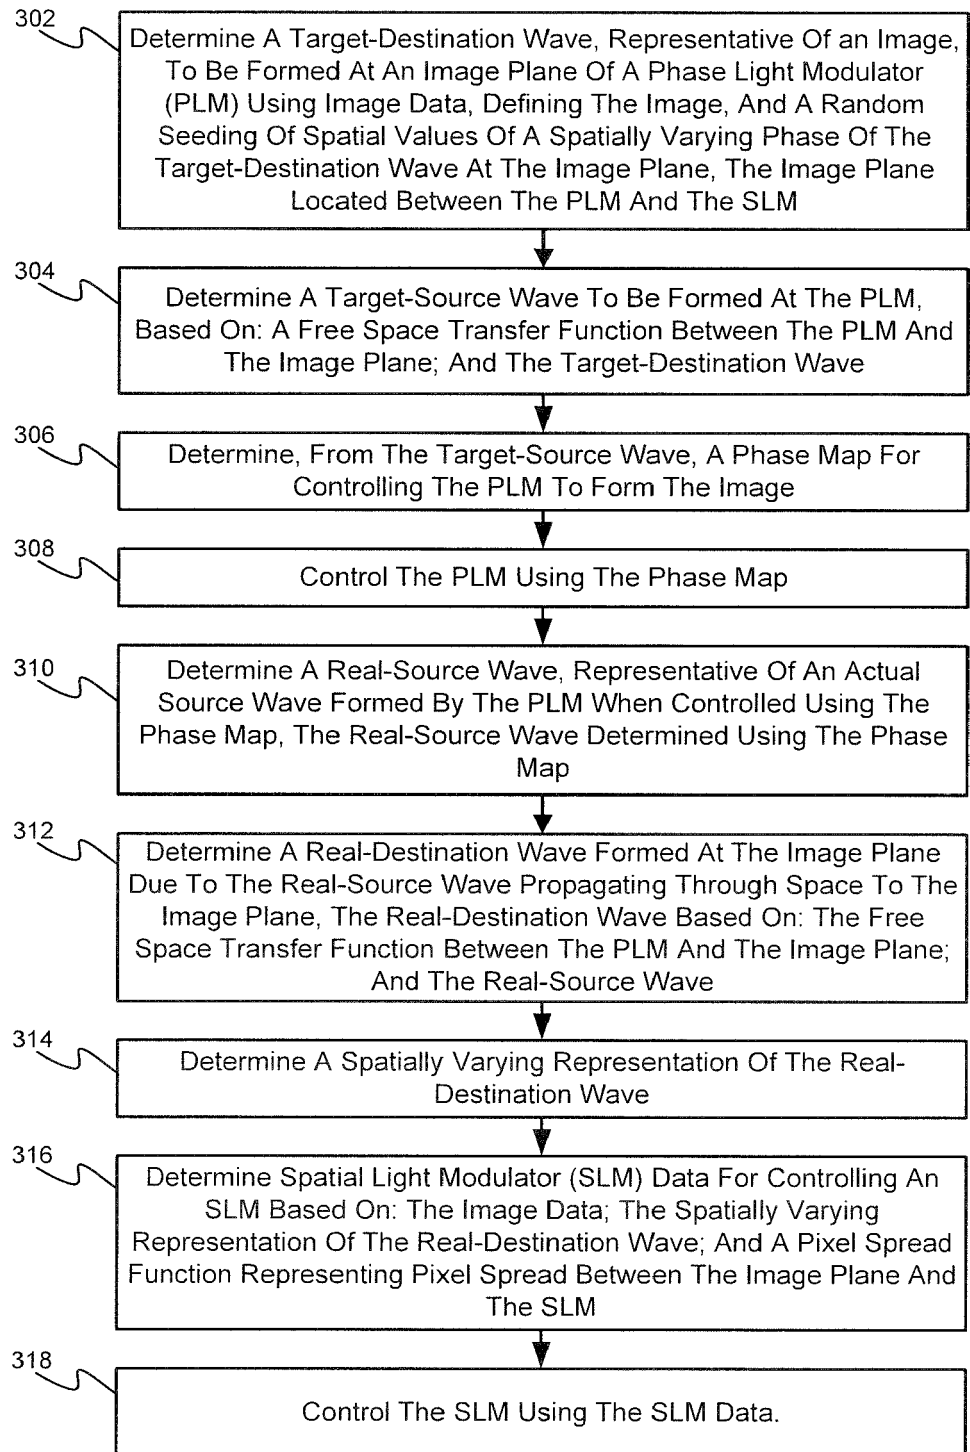 302
Determine A Target-Destination Wave, Representative Of an Image,
To Be Formed At An Image Plane Of A Phase Light Modulator
(PLM) Using Image Data, Defining The Image, And A Random
Seeding Of Spatial Values Of A Spatially Varying Phase Of The
Target-Destination Wave At The Image Plane, The Image Plane
Located Between The PLM And The SLM
304
Determine A Target-Source Wave To Be Formed At The PLM,
Based On: A Free Space Transfer Function Between The PLM And
The Image Plane; And The Target-Destination Wave
306
Determine, From The Target-Source Wave, A Phase Map For
Controlling The PLM To Form The Image
308
Control The PLM Using The Phase Map
310
Determine A Real-Source Wave, Representative Of An Actual
Source Wave Formed By The PLM When Controlled Using The
Phase Map, The Real-Source Wave Determined Using The Phase
Map
312
Determine A Real-Destination Wave Formed At The Image Plane
Due To The Real-Source Wave Propagating Through Space To The
Image Plane, The Real-Destination Wave Based On: The Free
Space Transfer Function Between The PLM And The Image Plane;
And The Real-Source Wave
314
Determine A Spatially Varying Representation Of The Real-
Destination Wave
316
Determine Spatial Light Modulator (SLM) Data For Controlling An
SLM Based On: The Image Data; The Spatially Varying
Representation Of The Real-Destination Wave; And A Pixel Spread
Function Representing Pixel Spread Between The Image Plane And
The SLM
318
Control The SLM Using The SLM Data.